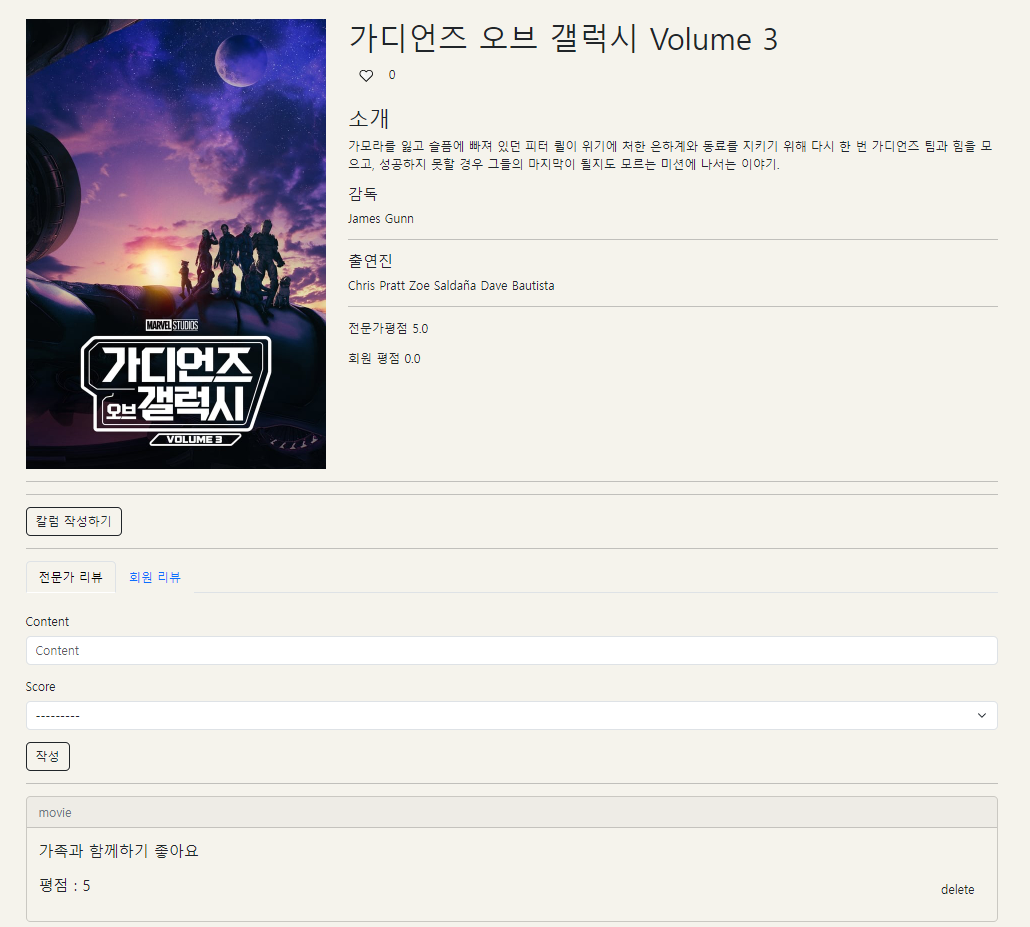 가디언즈 오브 갤럭시 Volume 3
0
소개
가모라를 잃고 슬픔에 빠져 있던 피터 퀼이 위기에 처한 은하계와 동료를 지키기 위해 다시 한 번 가디언즈 팀과 힘을 모
으고, 성공하지 못할 경우 그들의 마지막이 될지도 모르는 미션에 나서는 이야기.
감독
James Gunn
출연진
Chris Pratt Zoe Saldaña Dave Bautista
전문가평점 5.0
회원 평점 0.0
MARVEL STUDIOS
가디언즈
오브 갤럭시
VOLUME 3
칼럼 작성하기
전문가 리뷰 회원 리뷰
Content
Content
Score
---------
작성
movie
가족과 함께하기 좋아요
평점 : 5
delete